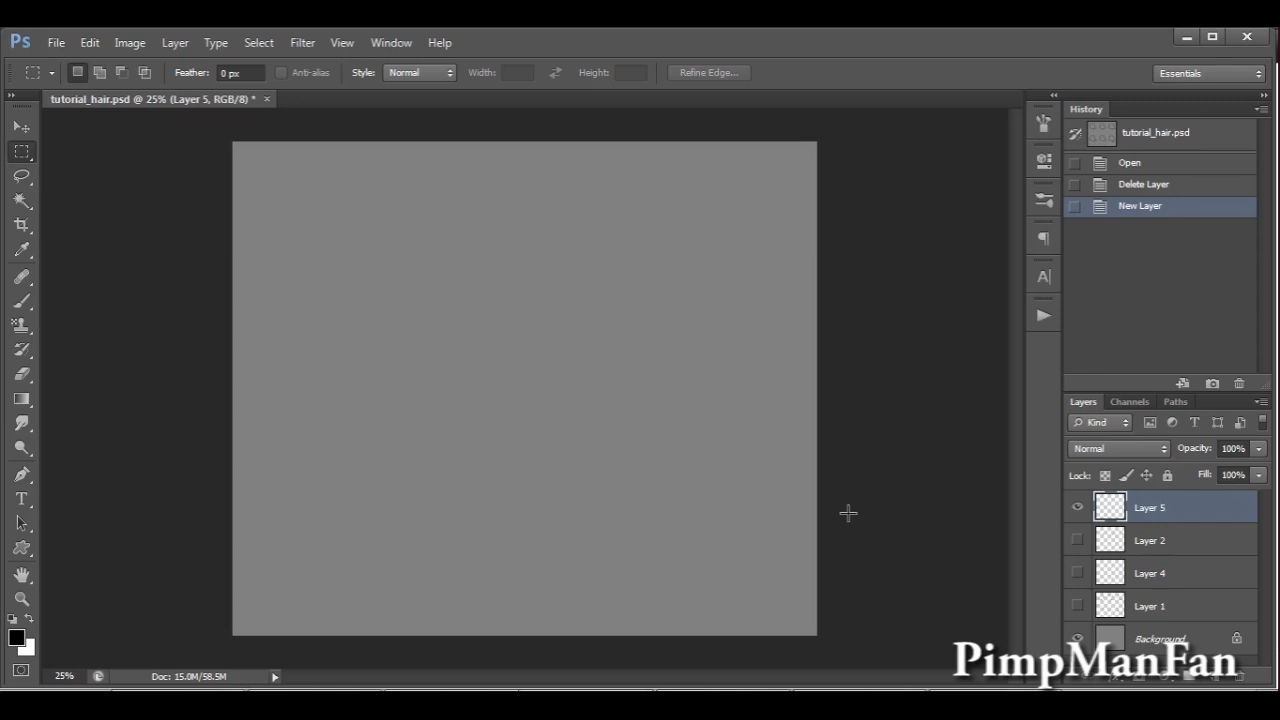 Ps File Edit Image Layer Type Select Filter View Window Help
Feather: 0 px Anti-alias Style: Normal Width: Height: Refine Edge... Essentials
tutorial_hair.psd @ 25% (Layer 5, RGB/8) * ×
History
tutorial_hair.psd
Open
Delete Layer
New Layer
Layers Channels Paths
Kind
Normal Opacity: 100%
Lock: Fill: 100%
Layer 5
Layer 2
Layer 4
Layer 1
Background
PimpManFan
25% Doc: 15.0M/58.5M